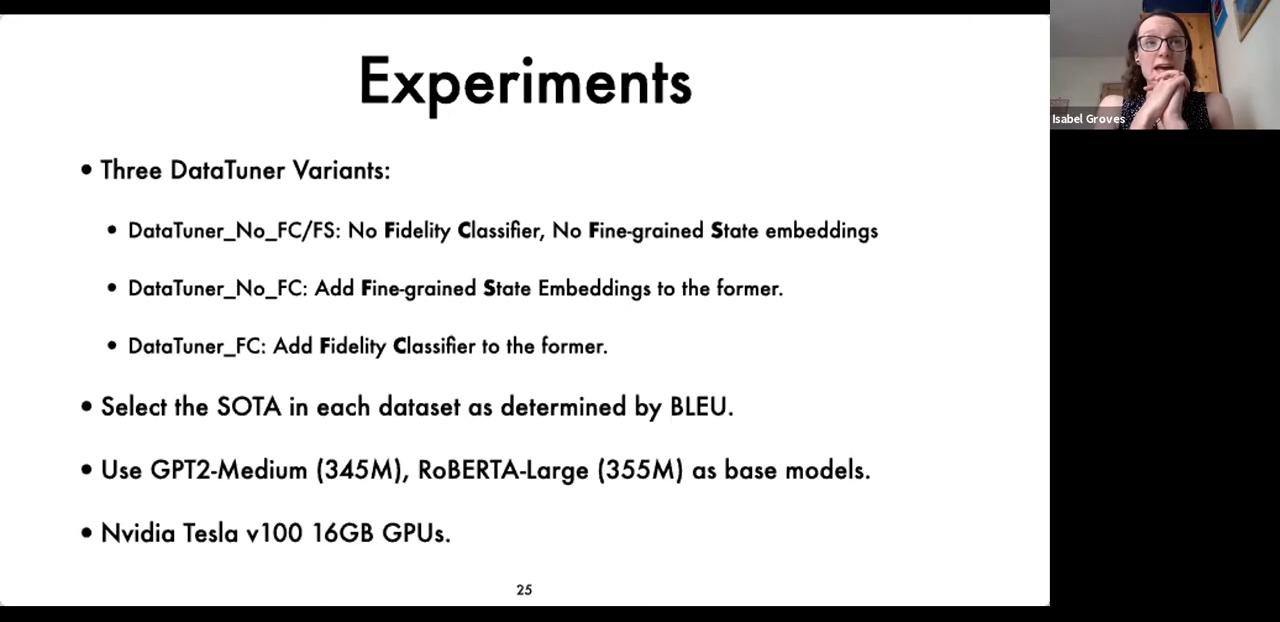 Experiments
• Three DataTuner Variants:
• DataTuner_No_FC/FS: No Fidelity Classifier, No Fine-grained State embeddings
• DataTuner_No_FC: Add Fine-grained State Embeddings to the former.
• DataTuner_FC: Add Fidelity Classifier to the former.
• Select the SOTA in each dataset as determined by BLEU.
• Use GPT2-Medium (345M), RoBERTA-Large (355M) as base models.
• Nvidia Tesla v100 16GB GPUs.
25
Isabel Groves